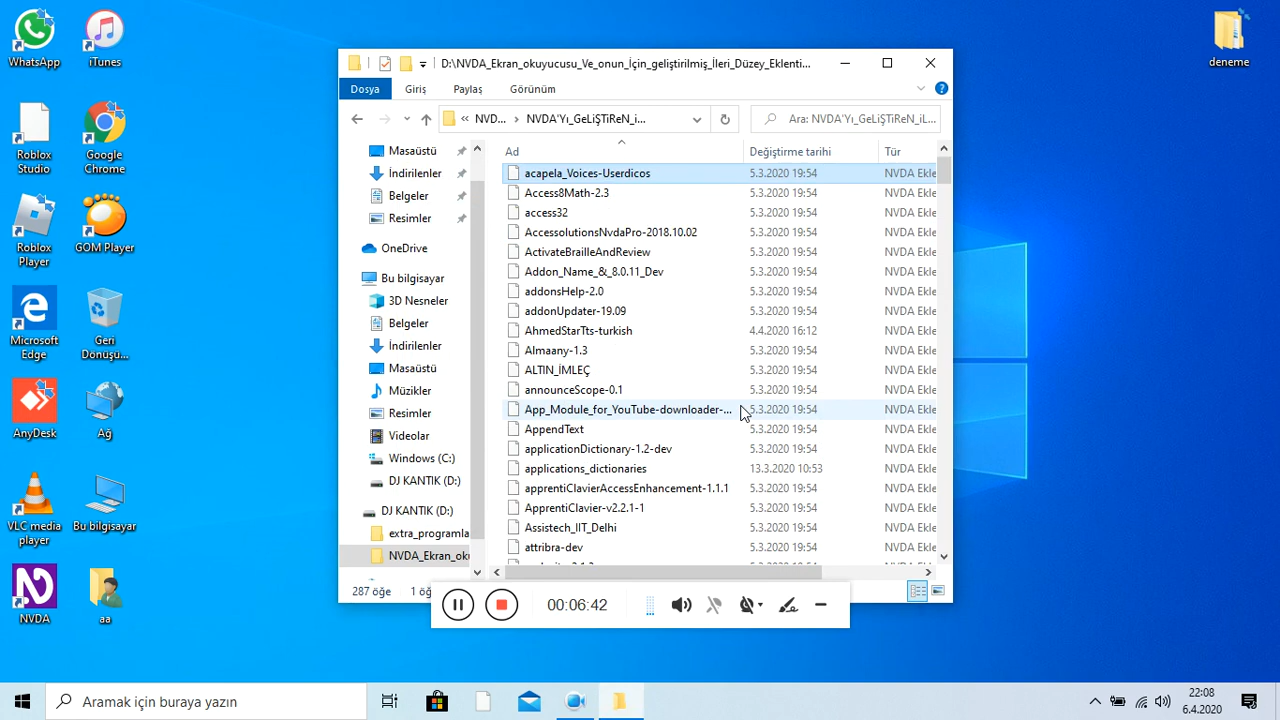 WhatsApp
iTunes
Roblox
Studio
Google
Chrome
Roblox
Player
GOM Player
Microsoft
Edge
Geri
Dönüşü...
AnyDesk
Ağ
VLC media
player
Bu bilgisayar
NVDA
aa
deneme
D:\NVDA_Ekran_okuyucusu_Ve_onun_İçin_geliştirilmiş_İleri_Düzey_Eklenti...
Dosya
Giriş
Paylaş
Görünüm
NVD...
NVDA'Yı_GeLiŞTiReN_i...
Ara: NVDA'Yı_GeLiŞTiReN_iL...
Masaüstü
İndirilenler
Belgeler
Resimler
OneDrive
Bu bilgisayar
3D Nesneler
Belgeler
İndirilenler
Masaüstü
Müzikler
Resimler
Videolar
Windows (C:)
DJ KANTIK (D:)
DJ KANTIK (D:)
extra_programla
NVDA_Ekran_oku
Ad Değiştirme tarihi Tür
acapela_Voices-Userdicos 5.3.2020 19:54 NVDA Ekle
Access8Math-2.3 5.3.2020 19:54 NVDA Ekle
access32 5.3.2020 19:54 NVDA Ekle
AccessolutionsNvdaPro-2018.10.02 5.3.2020 19:54 NVDA Ekle
ActivateBrailleAndReview 5.3.2020 19:54 NVDA Ekle
Addon_Name_&_8.0.11_Dev 5.3.2020 19:54 NVDA Ekle
addonsHelp-2.0 5.3.2020 19:54 NVDA Ekle
addonUpdater-19.09 5.3.2020 19:54 NVDA Ekle
AhmedStarTts-turkish 4.4.2020 16:12 NVDA Ekle
Almaany-1.3 5.3.2020 19:54 NVDA Ekle
ALTIN_İMLEÇ 5.3.2020 19:54 NVDA Ekle
announceScope-0.1 5.3.2020 19:54 NVDA Ekle
App_Module_for_YouTube-downloader-... 5.3.2020 19:54 NVDA Ekle
AppendText 5.3.2020 19:54 NVDA Ekle
applicationDictionary-1.2-dev 5.3.2020 19:54 NVDA Ekle
applications_dictionaries 13.3.2020 10:53 NVDA Ekle
apprentiClavierAccessEnhancement-1.1.1 5.3.2020 19:54 NVDA Ekle
ApprentiClavier-v2.2.1-1 5.3.2020 19:54 NVDA Ekle
Assistech_IIT_Delhi 5.3.2020 19:54 NVDA Ekle
attribra-dev 5.3.2020 19:54 NVDA Ekle
287 öğe 1 öğ
00:06:42
Aramak için buraya yazın
22:08
6.4.2020